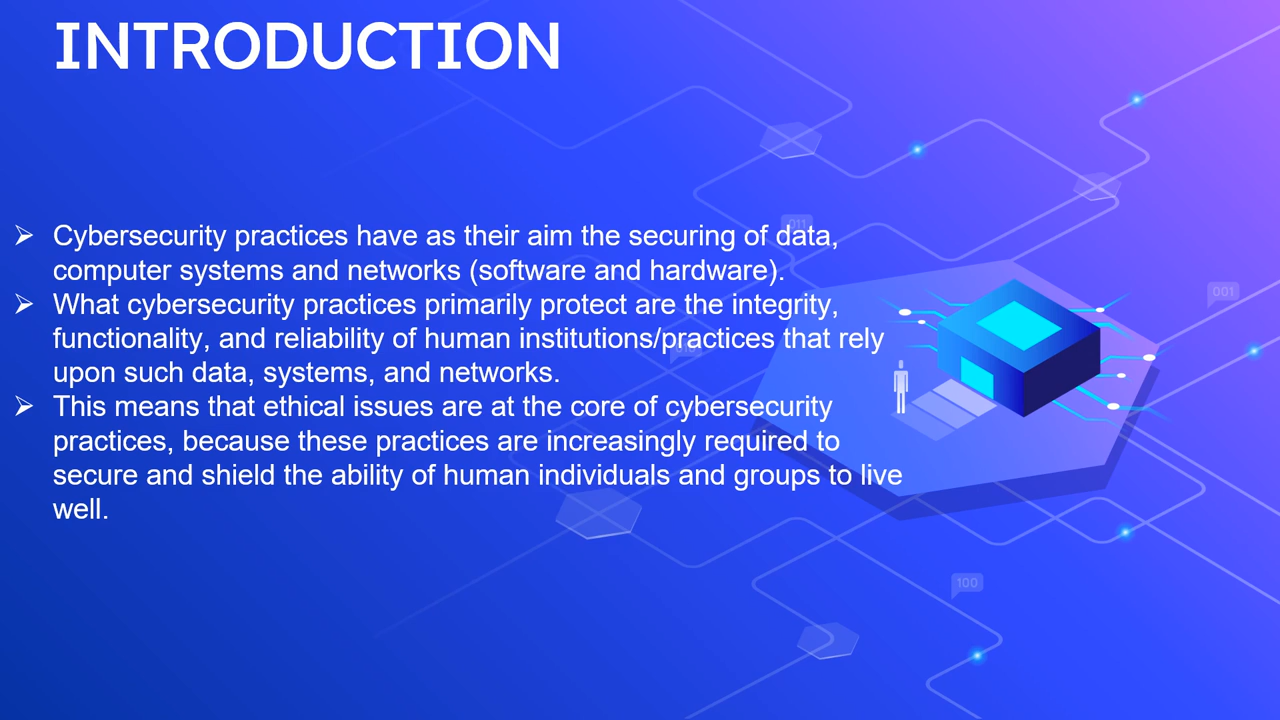 INTRODUCTION
➢ Cybersecurity practices have as their aim the securing of data,
computer systems and networks (software and hardware).
➢ What cybersecurity practices primarily protect are the integrity,
functionality, and reliability of human institutions/practices that rely
upon such data, systems, and networks.
➢ This means that ethical issues are at the core of cybersecurity
practices, because these practices are increasingly required to
secure and shield the ability of human individuals and groups to live
well.
011
001
100